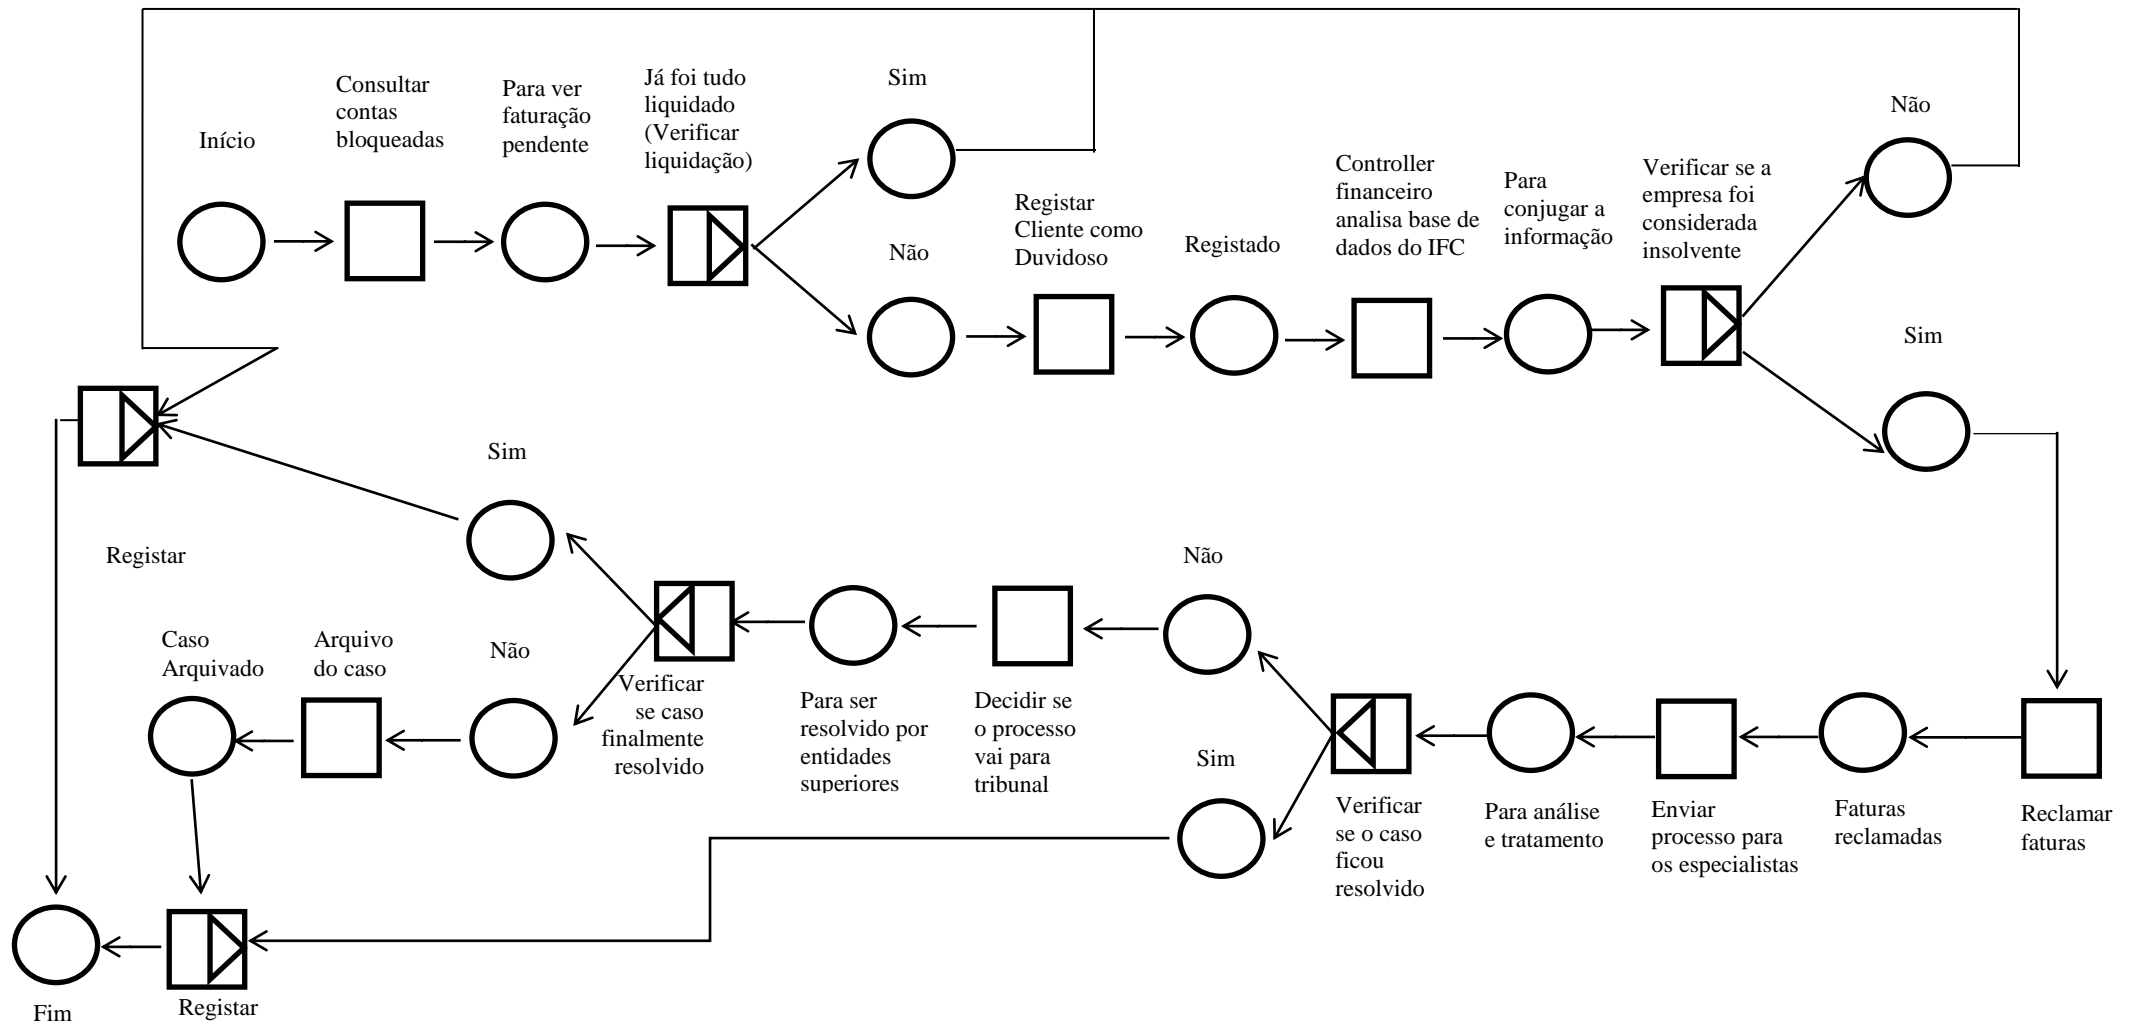 Início
Consultar
contas
bloqueadas
Para ver
faturação
pendente
Já foi tudo
liquidado
(Verificar
liquidação)
Sim
Não
Registar
Cliente como
Duvidoso
Registado
Controller
financeiro
analisa base de
dados do IFC
Para
conjugar a
informação
Verificar se a
empresa foi
considerada
insolvente
Não
Sim
Registar
Sim
Não
Caso
Arquivado
Arquivo
do caso
Verificar
se caso
finalmente
resolvido
Para ser
resolvido por
entidades
superiores
Decidir se
o processo
vai para
tribunal
Não
Sim
Verificar
se o caso
ficou
resolvido
Para análise
e tratamento
Enviar
processo para
os especialistas
Faturas
reclamadas
Reclamar
faturas
Fim
Registar